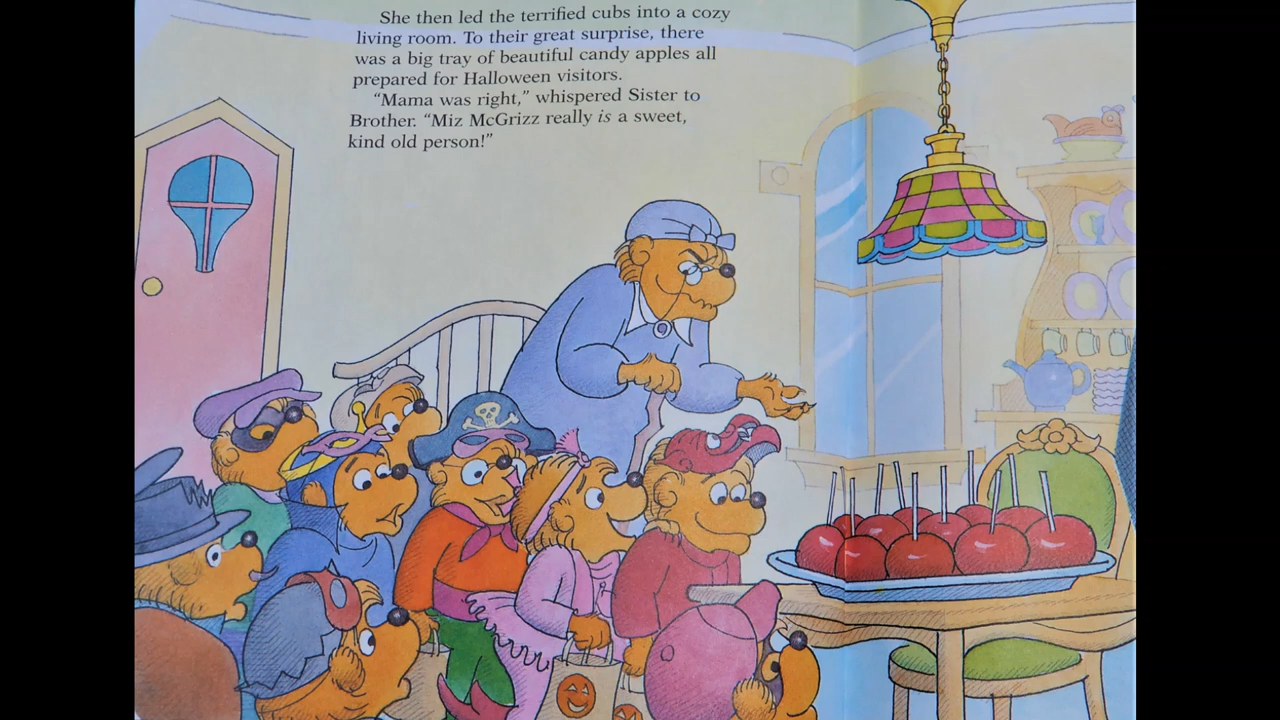 She then led the terrified cubs into a cozy
living room. To their great surprise, there
was a big tray of beautiful candy apples all
prepared for Halloween visitors.
“Mama was right,” whispered Sister to
Brother. “Miz McGrizz really is a sweet,
kind old person!”